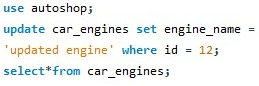 use autoshop;
update car_engines set engine_name =
'updated engine' where id = 12;
select*from car_engines;